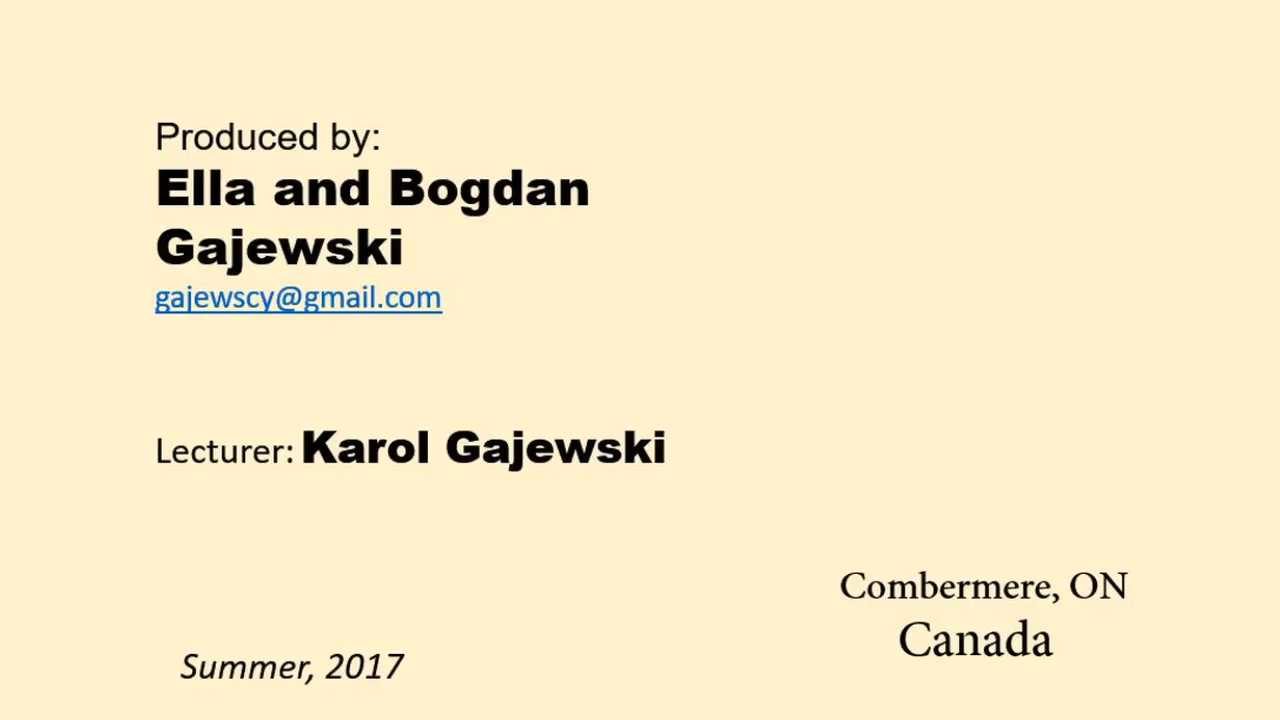 Produced by:
Ella and Bogdan
Gajewski
gajewscy@gmail.com
Lecturer: Karol Gajewski
Combermere, ON
Canada
Summer, 2017